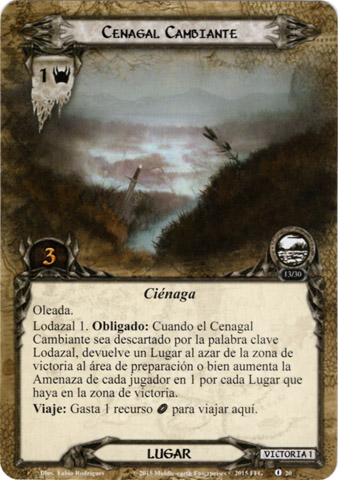 Cenagal Cambiante
1
3
13/30
Ciénaga
Oleada.
Lodazal 1. Obligado: Cuando el Cenagal
Cambiante sea descartado por la palabra clave
Lodazal, devuelve un Lugar al azar de la zona de
victoria al área de preparación o bien aumenta la
Amenaza de cada jugador en 1 por cada Lugar que
haya en la zona de victoria.
Viaje: Gasta 1 recurso para viajar aquí.
LUGAR
VICTORIA 1
Ilus. Fabio Rodrigues
©2015 Middle-earth Enterprises ©2015 FFG
20